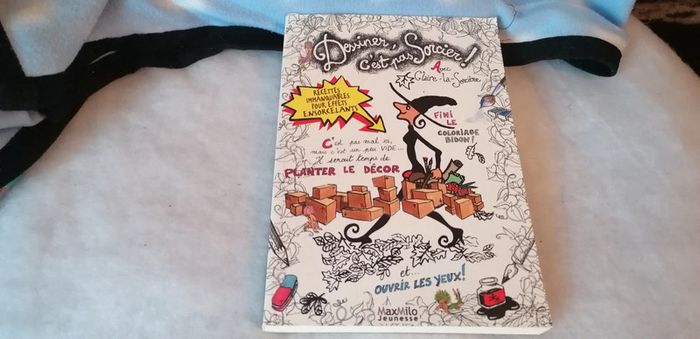 Dessiner,
c'est pas Sorcier!
Avec
Claire-la-Sorcière
RECETTES
IMMANQUABLES
POUR EFFETS
ENSORCELANTS
FINI
LE
COLORIAGE
BIDON!
C'est pas mal ici,
mais c'est un peu VIDE...
Il serait temps de
PLANTER LE DÉCOR
et...
OUVRIR LES YEUX!
MaxMilo
Jeunesse